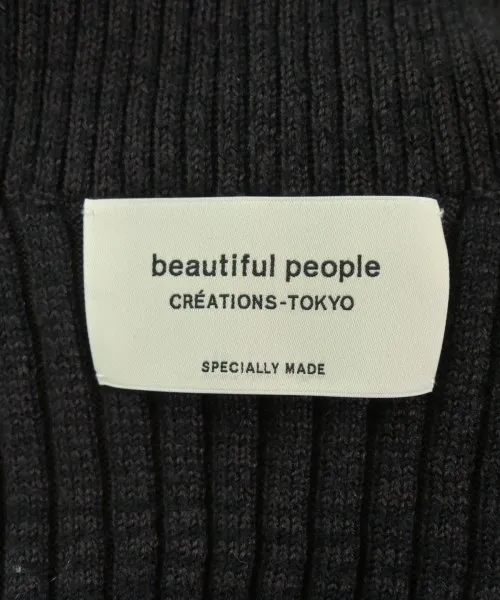 beautiful people
CRÉATIONS-TOKYO
SPECIALLY MADE